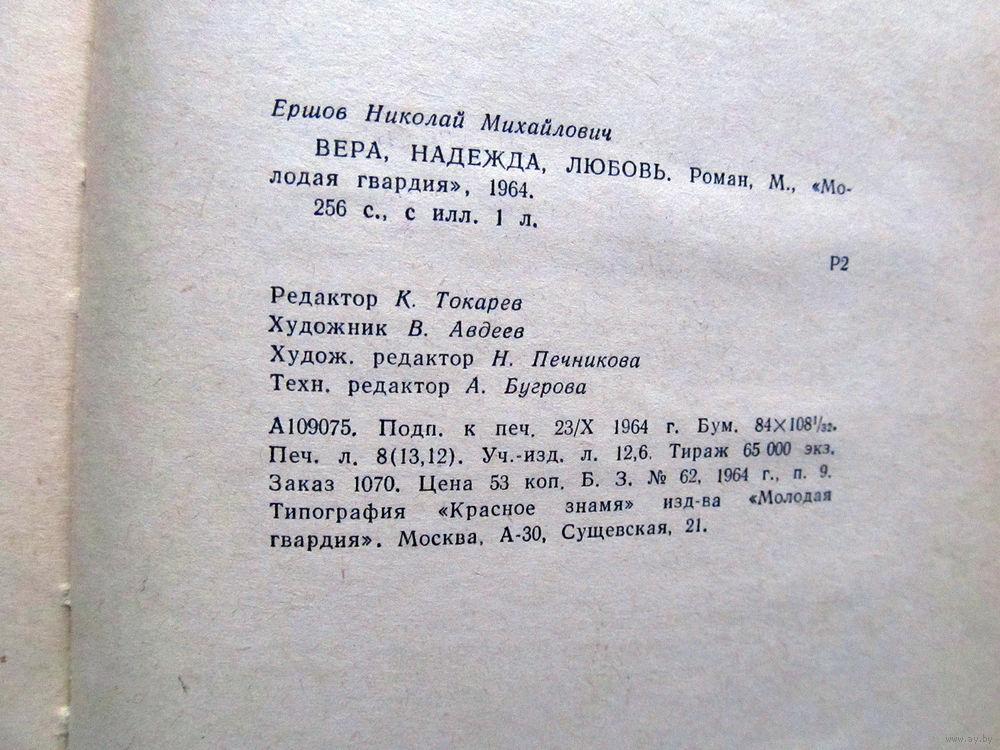 Ершов Николай Михайлович
ВЕРА, НАДЕЖДА, ЛЮБОВЬ. Роман, М., «Мо-
лодая гвардия», 1964.
256 с., с илл. 1 л.
Р2
Редактор К. Токарев
Художник В. Авдеев
Худож. редактор Н. Печникова
Техн. редактор А. Бугрова
А109075. Подп. к печ. 23/X 1964 г. Бум. 84×108¹/₃₂.
Печ. л. 8(13,12). Уч.-изд. л. 12,6. Тираж 65 000 экз.
Заказ 1070. Цена 53 коп. Б. З. № 62, 1964 г., п. 9.
Типография «Красное знамя» изд-ва «Молодая
гвардия». Москва, А-30, Сущевская, 21.
www.ay.by